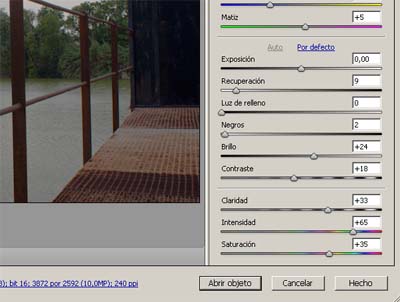 Matiz +5
Auto Por defecto
Exposición 0,00
Recuperación 9
Luz de relleno 0
Negros 2
Brillo +24
Contraste +18
Claridad +33
Intensidad +65
Saturación +35
); bit 16; 3872 por 2592 (10,0MP); 240 ppi
Abrir objeto Cancelar Hecho